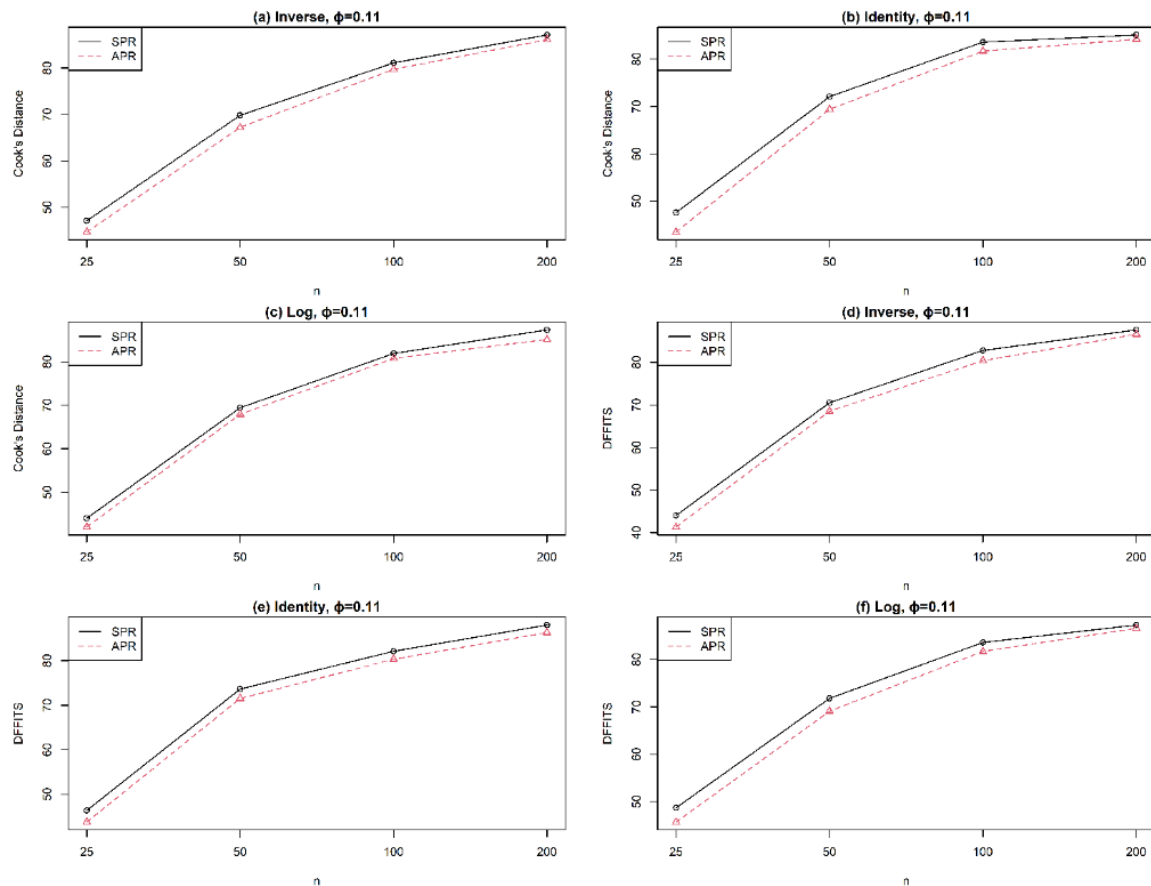 (a) Inverse, ϕ=0.11
SPR
APR
Cook's Distance
80
70
60
50
25
50
100
200
n
(b) Identity, ϕ=0.11
SPR
APR
Cook's Distance
80
70
60
50
25
50
100
200
n
(c) Log, ϕ=0.11
SPR
APR
Cook's Distance
80
70
60
50
25
50
100
200
n
(d) Inverse, ϕ=0.11
SPR
APR
DFFITS
80
70
60
50
40
25
50
100
200
n
(e) Identity, ϕ=0.11
SPR
APR
DFFITS
80
70
60
50
25
50
100
200
n
(f) Log, ϕ=0.11
SPR
APR
DFFITS
80
70
60
50
25
50
100
200
n